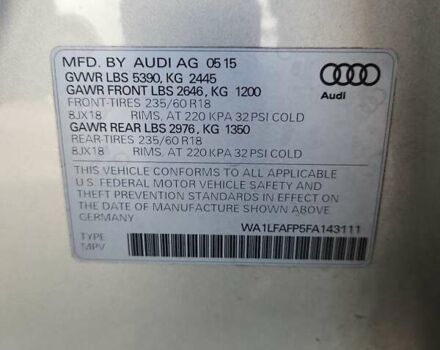 MFD. BY AUDI AG 05 15
GVWR LBS 5390, KG 2445
GAWR FRONT LBS 2646, KG 1200
FRONT-TIRES 235/60 R18
8JX18 RIMS, AT 220 KPA 32 PSI COLD
GAWR REAR LBS 2976, KG 1350
REAR-TIRES 235/60 R18
8JX18 RIMS, AT 220 KPA 32 PSI COLD
Audi
THIS VEHICLE CONFORMS TO ALL APPLICABLE
U.S. FEDERAL MOTOR VEHICLE SAFETY AND
THEFT PREVENTION STANDARDS IN EFFECT ON
THE DATE OF MANUFACTURE SHOWN ABOVE.
GERMANY
WA1LFAFP5FA143111
TYPE:
MPV